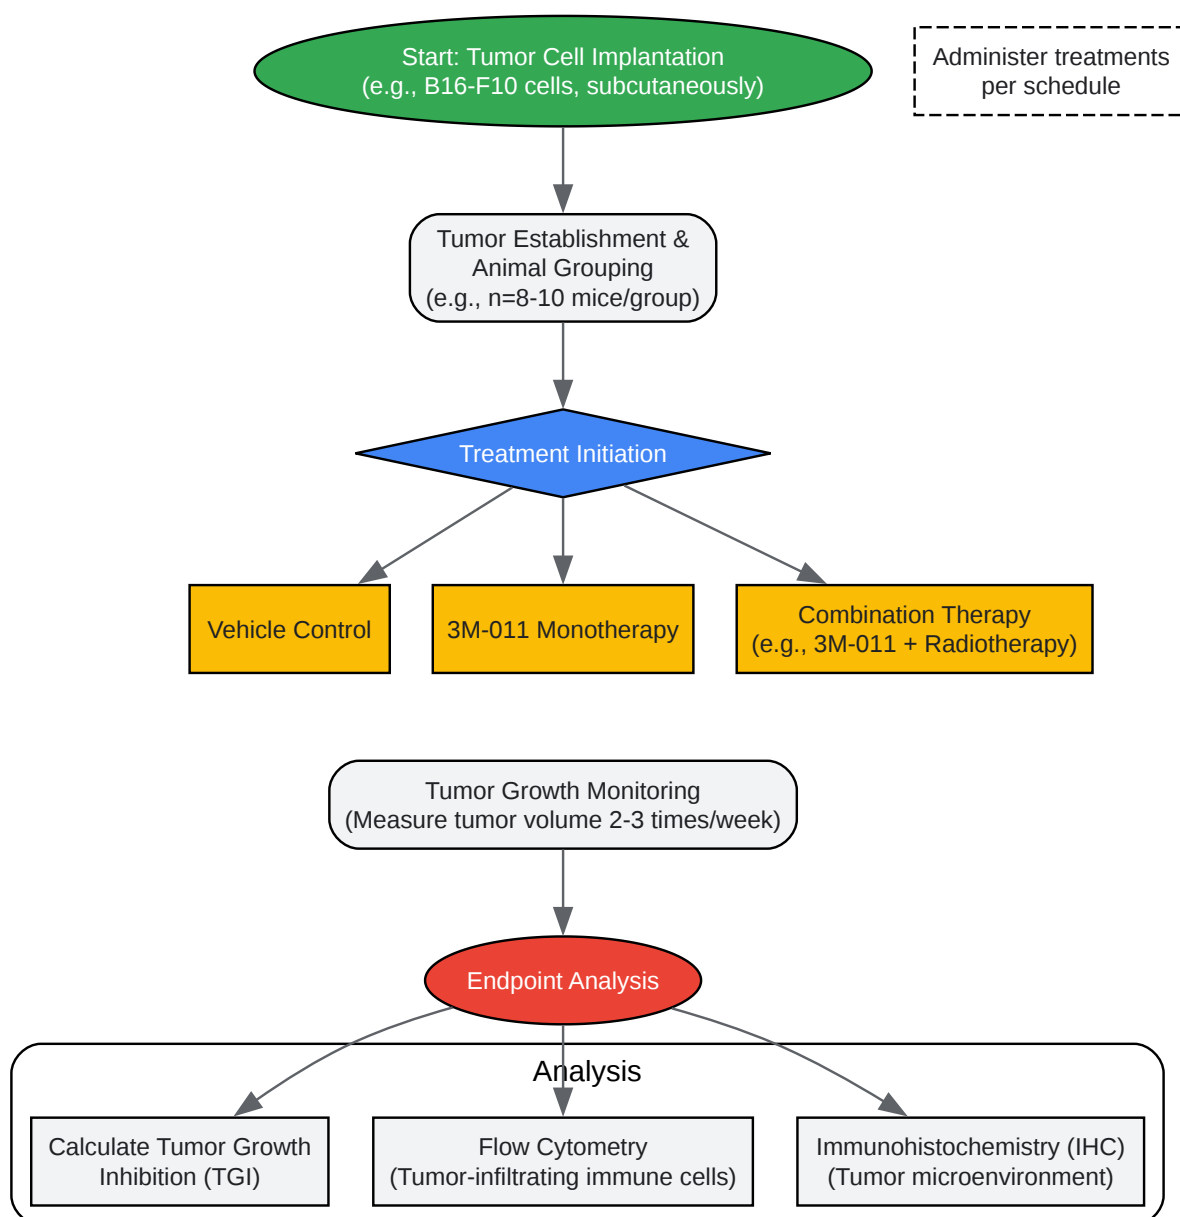 Start: Tumor Cell Implantation
(e.g., B16-F10 cells, subcutaneously)
Administer treatments
per schedule
Tumor Establishment &
Animal Grouping
(e.g., n=8-10 mice/group)
Treatment Initiation
Vehicle Control
3M-011 Monotherapy
Combination Therapy
(e.g., 3M-011 + Radiotherapy)
Tumor Growth Monitoring
(Measure tumor volume 2-3 times/week)
Endpoint Analysis
Analysis
Calculate Tumor Growth
Inhibition (TGI)
Flow Cytometry
(Tumor-infiltrating immune cells)
Immunohistochemistry (IHC)
(Tumor microenvironment)